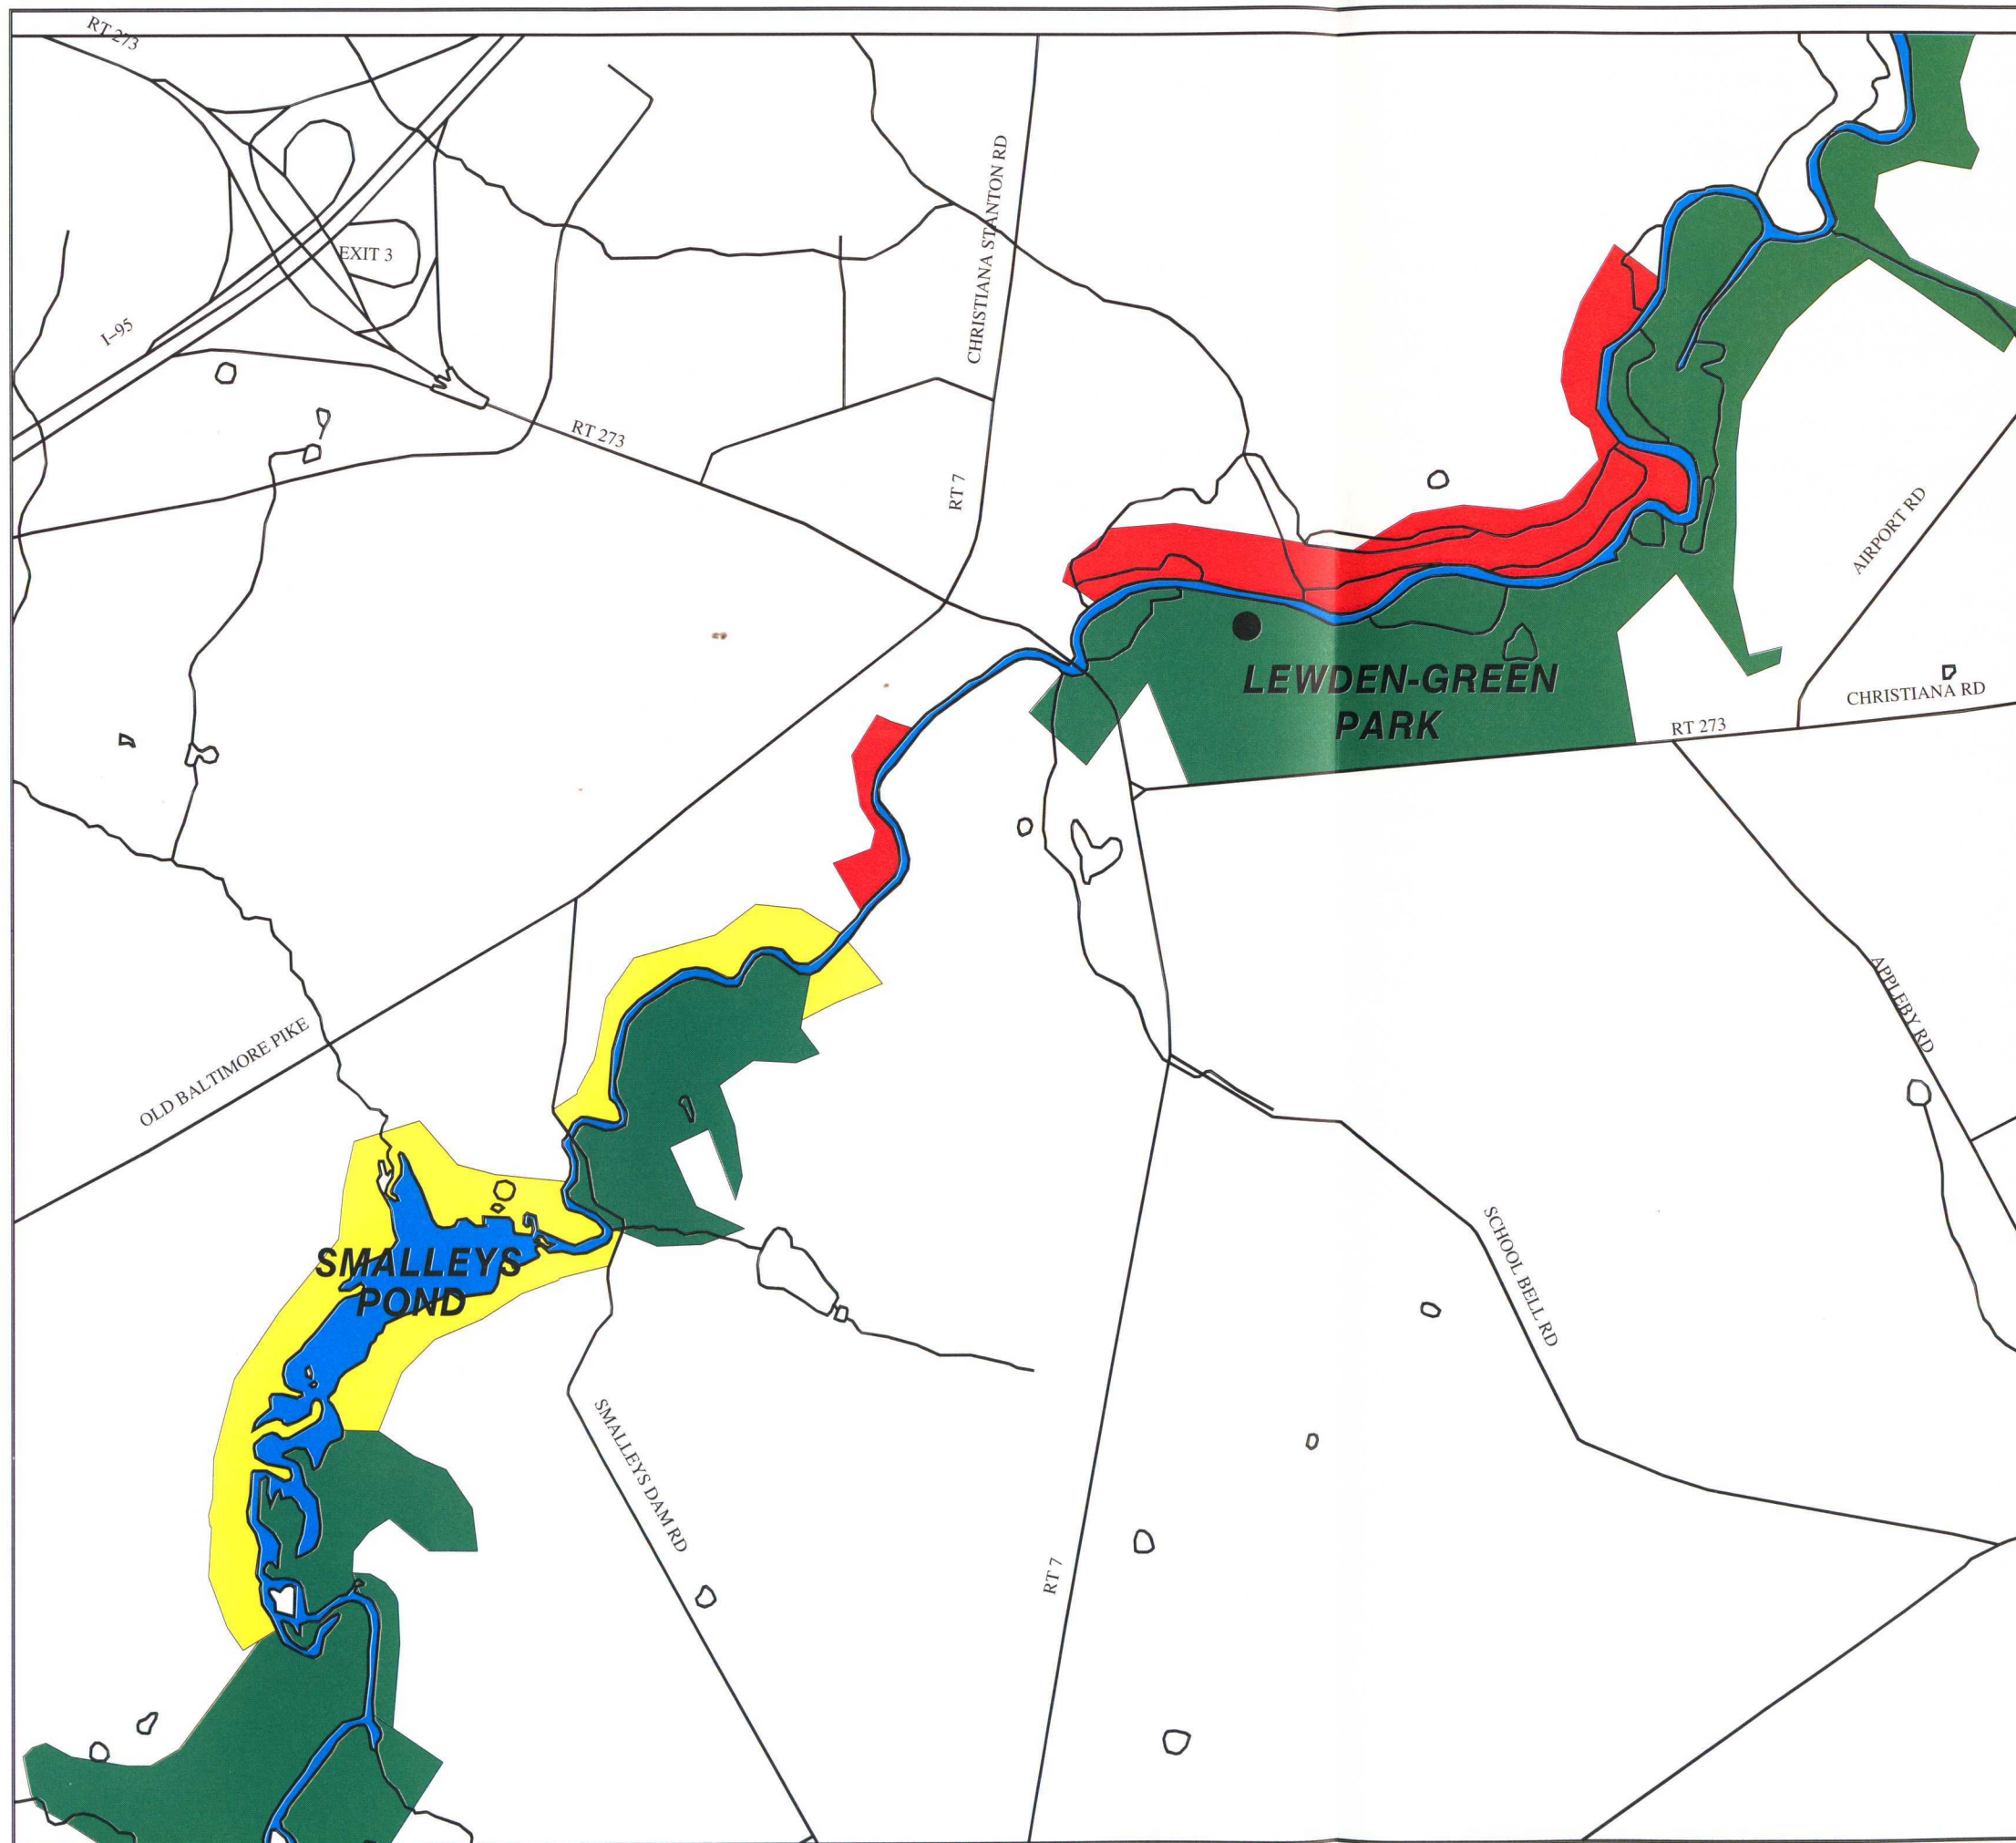 RT 273
EXIT 3
I-95
CHRISTIANA STANTON RD
RT 273
RT 7
AIRPORT RD
LEWDEN-GREEN
PARK
CHRISTIANA RD
RT 273
APPLEBY RD
OLD BALTIMORE PIKE
SMALLEYS
POND
SCHOOL BELL RD
SMALLEYS DAM RD
RT 7